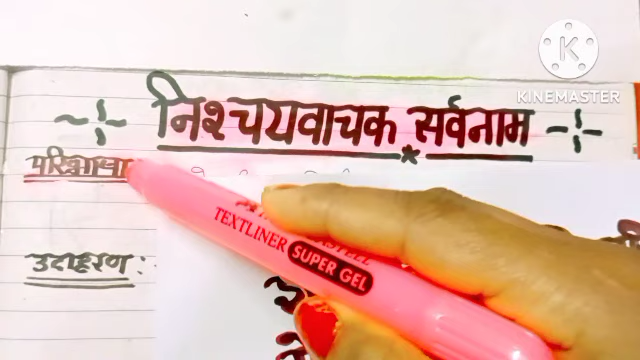 K
KINEMASTER
निश्चयवाचक सर्वनाम
परिभाषा
उदाहरण :
TEXTLINER SUPER GEL